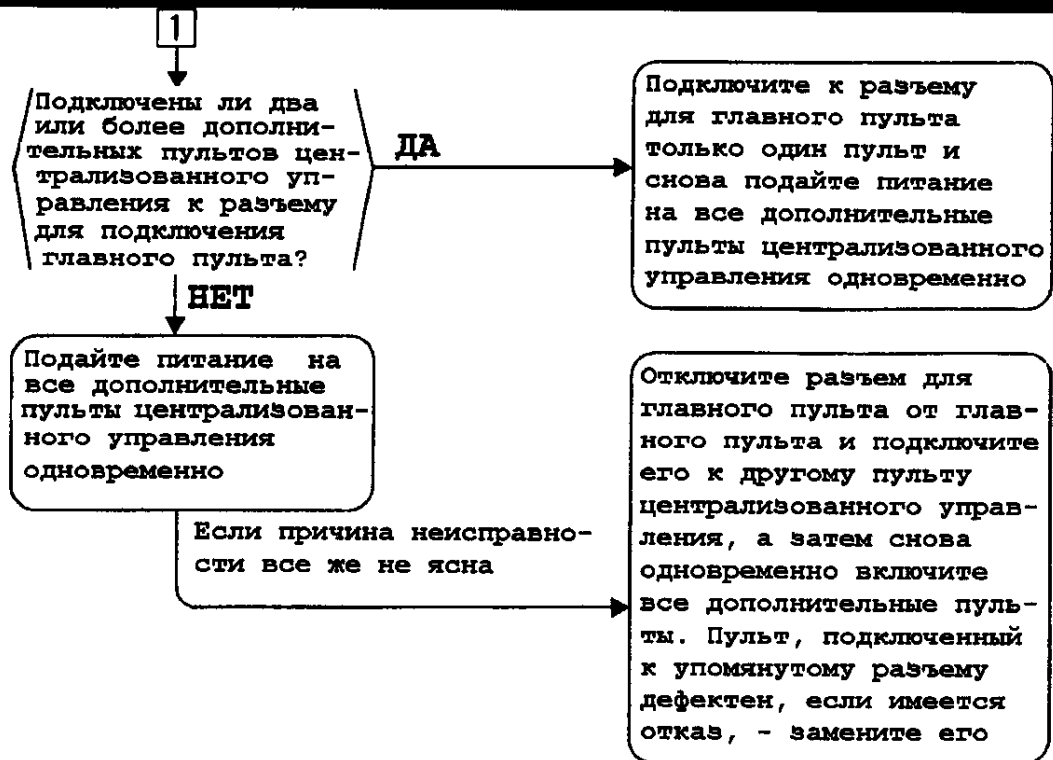 1
Подключены ли два
или более дополни-
тельных пультов цен-
трализованного уп-
равления к разъему
для подключения
главного пульта?
ДА
Подключите к разъему
для главного пульта
только один пульт и
снова подайте питание
на все дополнительные
пульты централизованного
управления одновременно
НЕТ
Подайте питание на
все дополнительные
пульты централизован-
ного управления
одновременно
Если причина неисправно-
сти все же не ясна
Отключите разъем для
главного пульта от глав-
ного пульта и подключите
его к другому пульту
централизованного управ-
ления, а затем снова
одновременно включите
все дополнительные пуль-
ты. Пульт, подключенный
к упомянутому разъему
дефектен, если имеется
отказ, - замените его